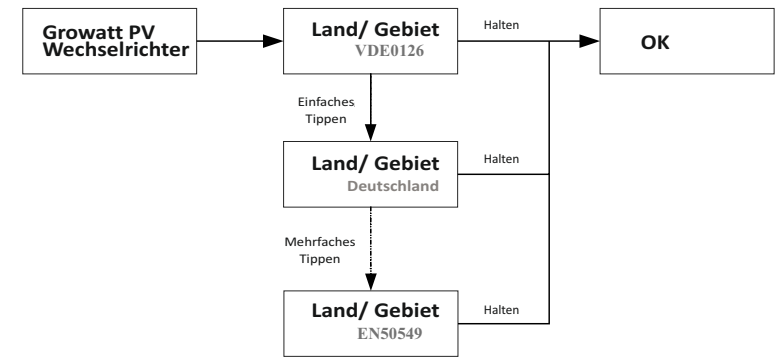 Growatt PV
Wechselrichter
Land/ Gebiet
VDE0126
Halten
OK
Einfaches
Tippen
Land/ Gebiet
Deutschland
Halten
Mehrfaches
Tippen
Land/ Gebiet
EN50549
Halten